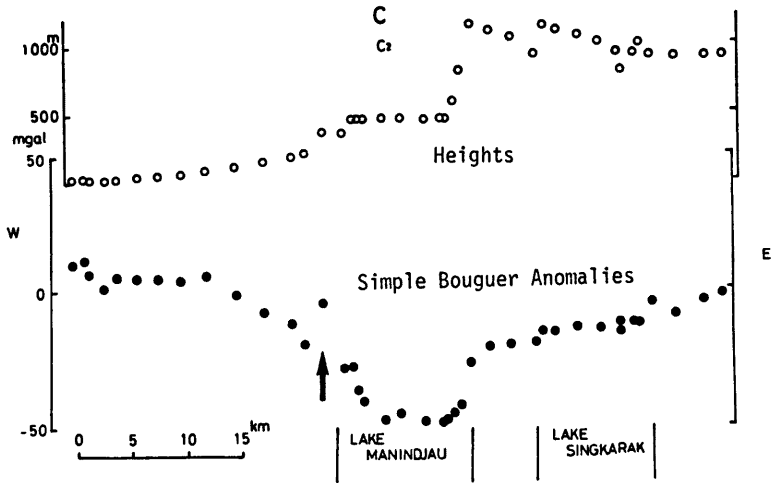 C
C2
m
1000
500
mgal
50
Heights
W
E
Simple Bouguer Anomalies
0
-50
0 5 10 15 km
LAKE MANINDJAU
LAKE SINGKARAK